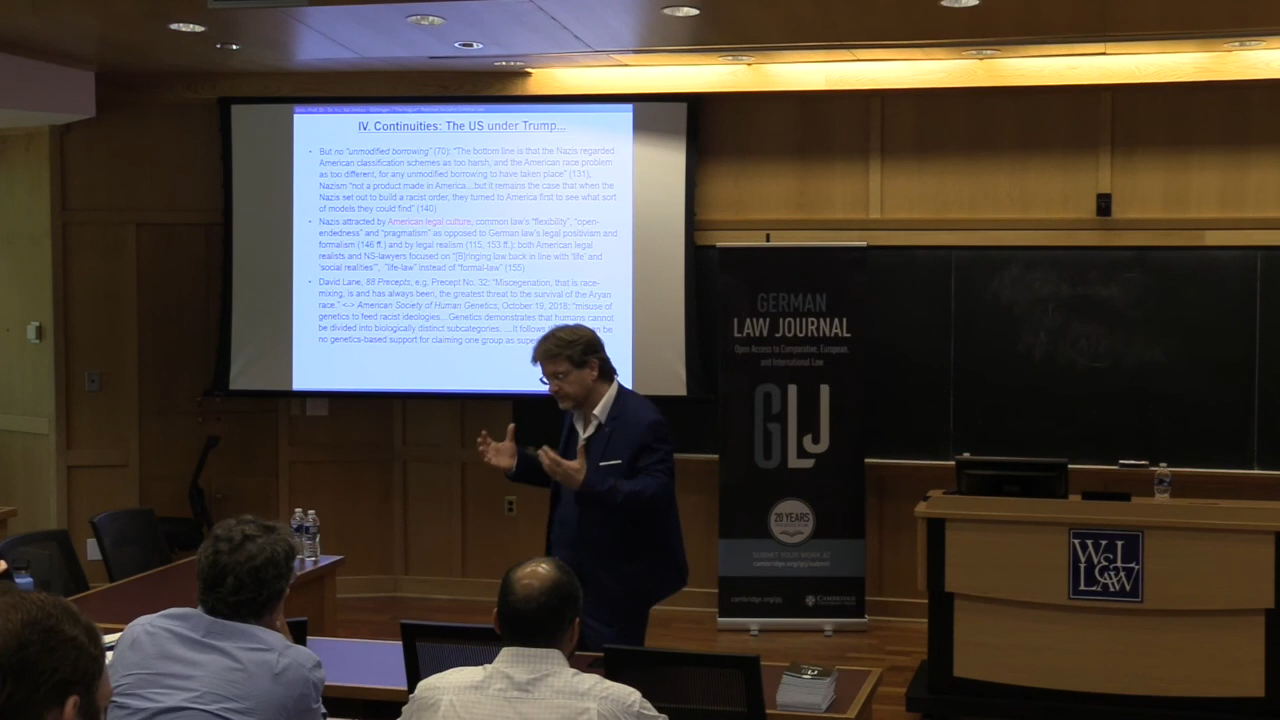 IV. Continuities: The US under Trump...
• But no "unmodified borrowing" (70): "The bottom line is that the Nazis regarded
American classification schemes as too harsh, and the American race problem
as too different, for any unmodified borrowing to have taken place" (131),
Nazism "not a product made in America...but it remains the case that when the
Nazis set out to build a racist order, they turned to America first to see what sort
of models they could find" (140)
• Nazis attracted by American legal culture, common law's "flexibility", "open-
endedness" and "pragmatism" as opposed to German law's legal positivism and
formalism (146 ff.) and by legal realism (115, 153 ff.): both American legal
realists and NS-lawyers focused on "[B]ringing law back in line with "life" and
'social realities'", "life-law" instead of "formal-law" (155)
• David Lane, 88 Precepts, e.g. Precept No. 32: "Miscegenation, that is race-
mixing, is and has always been, the greatest threat to the survival of the Aryan
race." <-> American Society of Human Genetics, October 19, 2018: "misuse of
genetics to feed racist ideologies...Genetics demonstrates that humans cannot
be divided into biologically distinct subcategories. ....It follows be
no genetics-based support for claiming one group as
GERMAN
LAW JOURNAL
Open Access to Comparative, European,
and International Law
GLJ
20 YEARS
SUBMIT YOUR WORK AT
cambridge.org/glj/submit
cambridge.org/glj
CAMBRIDGE
UNIVERSITY PRESS
W&L
LAW
GLJ